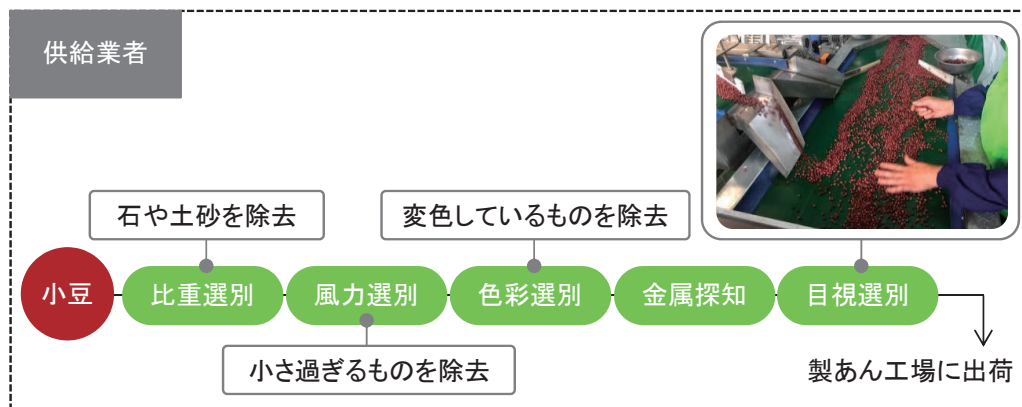 供給業者
石や土砂を除去
変色しているものを除去
小豆
比重選別
風力選別
色彩選別
金属探知
目視選別
小さ過ぎるものを除去
製あん工場に出荷